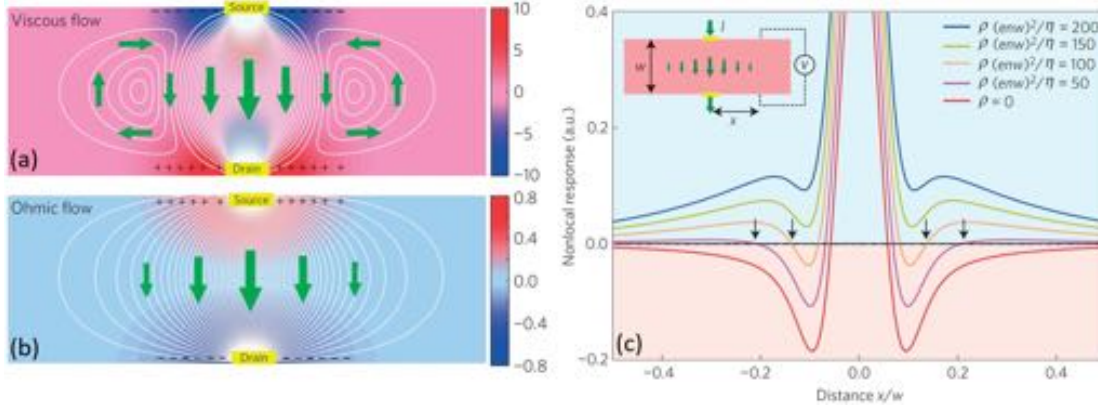 Viscous flow
Source
Drain
(a)
10
5
0
−5
−10
Ohmic flow
Source
Drain
(b)
0.8
0.4
0.0
−0.4
−0.8
Nonlocal response (a.u.)
0.4
0.2
0.0
−0.2
I
w
V
x
ρ (enw)²/η = 200
ρ (enw)²/η = 150
ρ (enw)²/η = 100
ρ (enw)²/η = 50
ρ = 0
(c)
−0.4 −0.2 0.0 0.2 0.4
Distance x/w